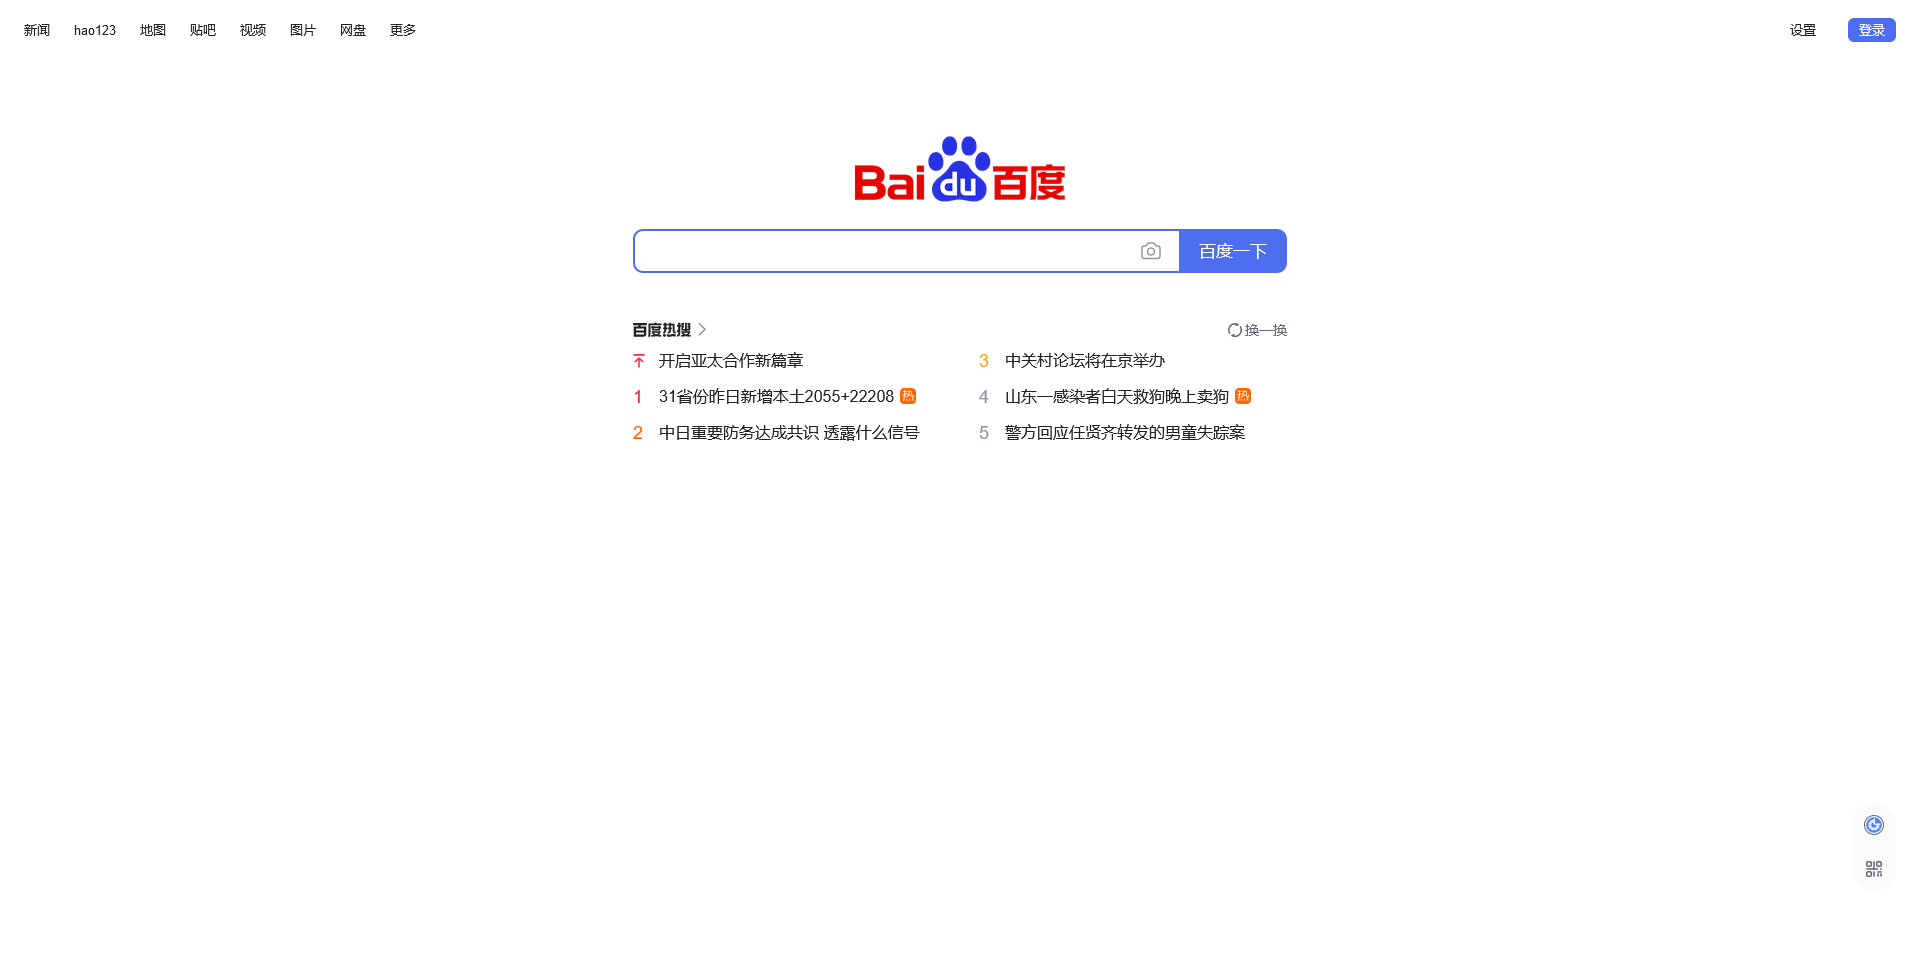 新闻 hao123 地图 贴吧 视频 图片 网盘 更多 设置 登录
Bai du 百度
百度一下
百度热搜 换一换
开启亚太合作新篇章
1 31省份昨日新增本土2055+22208 热
2 中日重要防务达成共识 透露什么信号
3 中关村论坛将在京举办
4 山东一感染者白天救狗晚上卖狗 热
5 警方回应任贤齐转发的男童失踪案